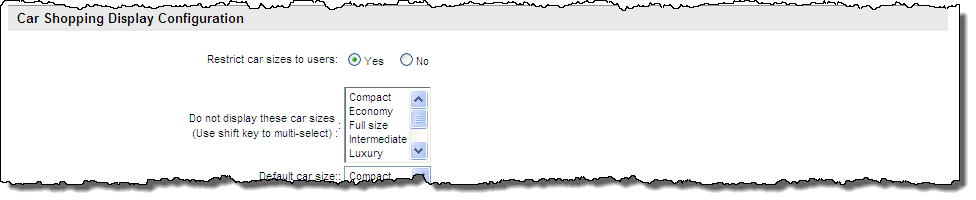 Car Shopping Display Configuration
Restrict car sizes to users: Yes No
Do not display these car sizes :
(Use shift key to multi-select) :
Compact
Economy
Full size
Intermediate
Luxury
Default car size:: Compact